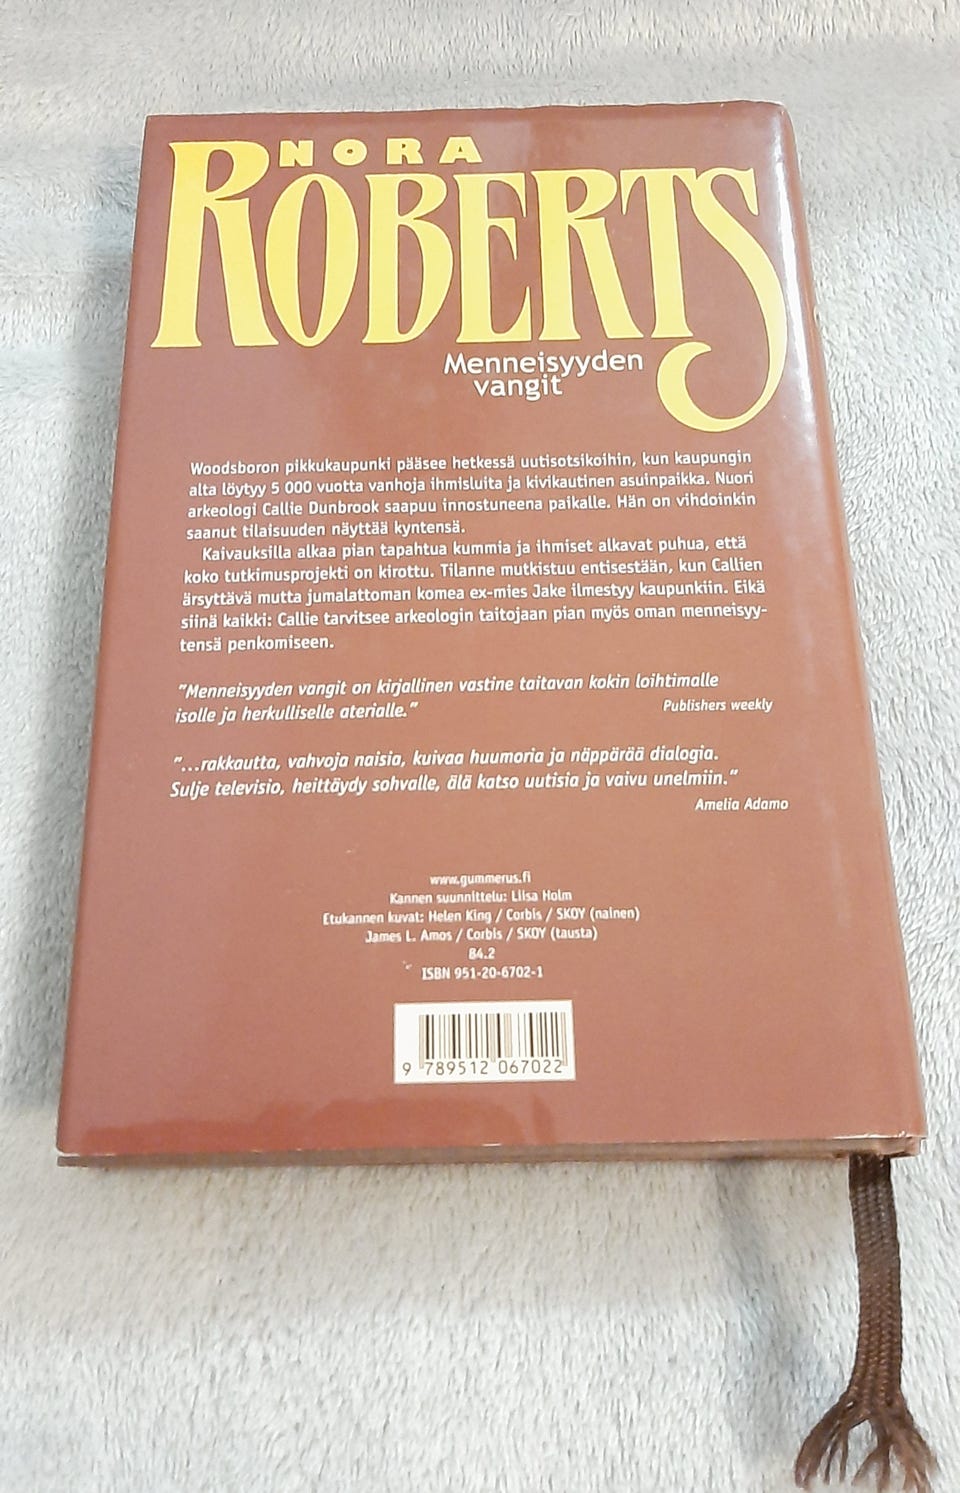 NORA
ROBERTS
Menneisyyden
vangit
Woodsboron pikkukaupunki pääsee hetkessä uutisotsikoihin, kun kaupungin
alta löytyy 5 000 vuotta vanhoja ihmisluita ja kivikautinen asuinpaikka. Nuori
arkeologi Callie Dunbrook saapuu innostuneena paikalle. Hän on vihdoinkin
saanut tilaisuuden näyttää kyntensä.
Kaivauksilla alkaa pian tapahtua kummia ja ihmiset alkavat puhua, että
koko tutkimusprojekti on kirottu. Tilanne mutkistuu entisestään, kun Callien
ärsyttävä mutta jumalattoman komea ex-mies Jake ilmestyy kaupunkiin. Eikä
siinä kaikki: Callie tarvitsee arkeologin taitojaan pian myös oman menneisyy-
tensä penkomiseen.
"Menneisyyden vangit on kirjallinen vastine taitavan kokin loihtimalle
isolle ja herkulliselle aterialle."
Publishers weekly
"...rakkautta, vahvoja naisia, kuivaa huumoria ja näppärää dialogia.
Sulje televisio, heittäydy sohvalle, älä katso uutisia ja vaivu unelmiin."
Amelia Adamo
www.gummerus.fi
Kannen suunnittelu: Liisa Holm
Etukannen kuvat: Helen King / Corbis / SKOY (nainen)
James L. Amos / Corbis / SKOY (tausta)
84.2
ISBN 951-20-6702-1
9 789512 067022